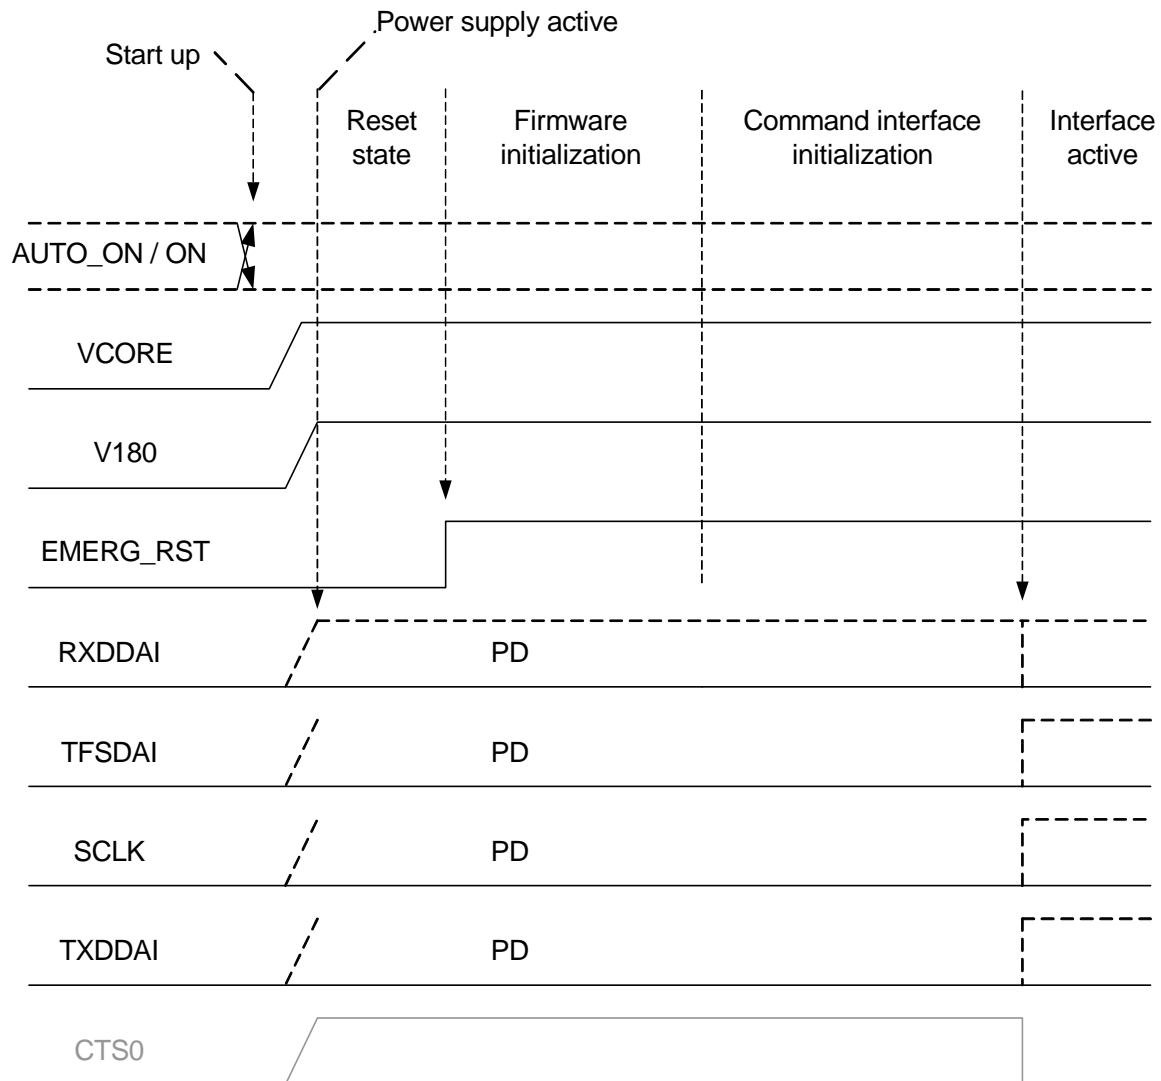 Power supply active
Start up
Reset state
Firmware initialization
Command interface initialization
Interface active
AUTO_ON / ON
VCORE
V180
EMERG_RST
RXDDAI PD
TFSDAI PD
SCLK PD
TXDDAI PD
CTS0